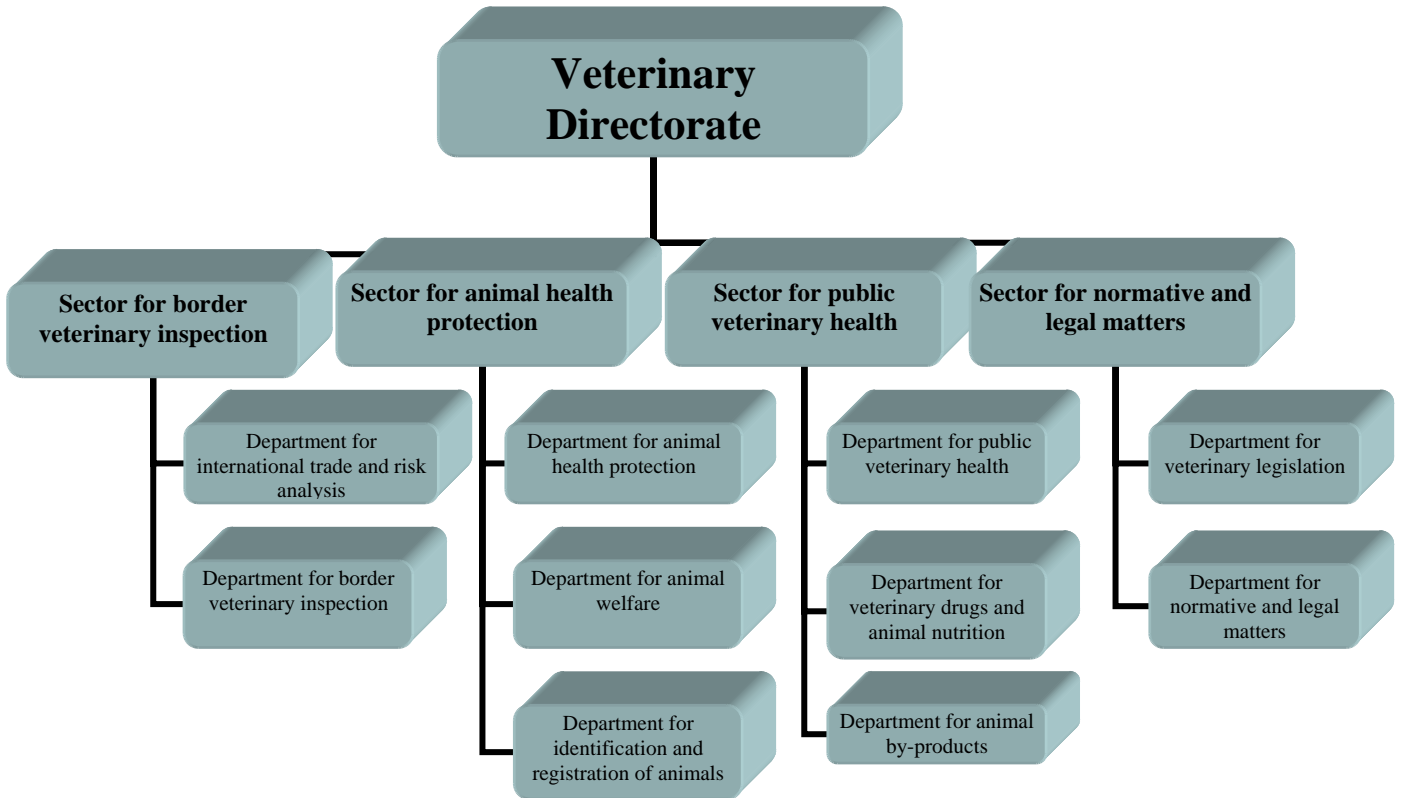 Veterinary
Directorate
Sector for border
veterinary inspection
Sector for animal health
protection
Sector for public
veterinary health
Sector for normative and
legal matters
Department for
international trade and risk
analysis
Department for border
veterinary inspection
Department for animal
health protection
Department for animal
welfare
Department for
identification and
registration of animals
Department for public
veterinary health
Department for
veterinary drugs and
animal nutrition
Department for animal
by-products
Department for
veterinary legislation
Department for
normative and legal
matters